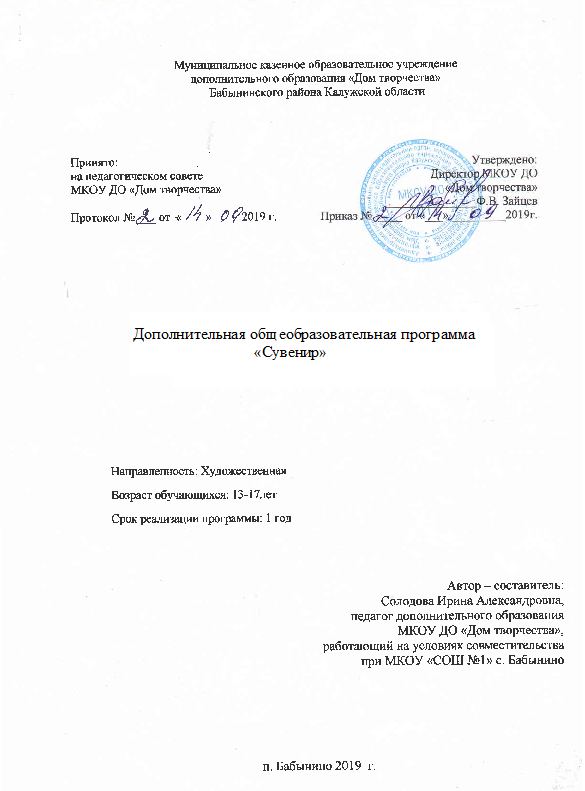 Муниципальное казенное образовательное учреждение
дополнительного образования «Дом творчества»
Бабынинского района Калужской области
Принято:
на педагогическом совете
МКОУ ДО «Дом творчества»
Протокол № 2 от « 14 » 09 2019 г.
Утверждено:
Директор МКОУ ДО
«Дом творчества»
Ф.В. Зайцев
Приказ № 2 от « » 09 2019г.
Дополнительная общеобразовательная программа
«Сувенир»
Направленность: Художественная
Возраст обучающихся: 13-17лет
Срок реализации программы: 1 год
Автор – составитель:
Солодова Ирина Александровна,
педагог дополнительного образования
МКОУ ДО «Дом творчества»,
работающий на условиях совместительства
при МКОУ «СОШ №1» с. Бабынино
п. Бабынино 2019 г.